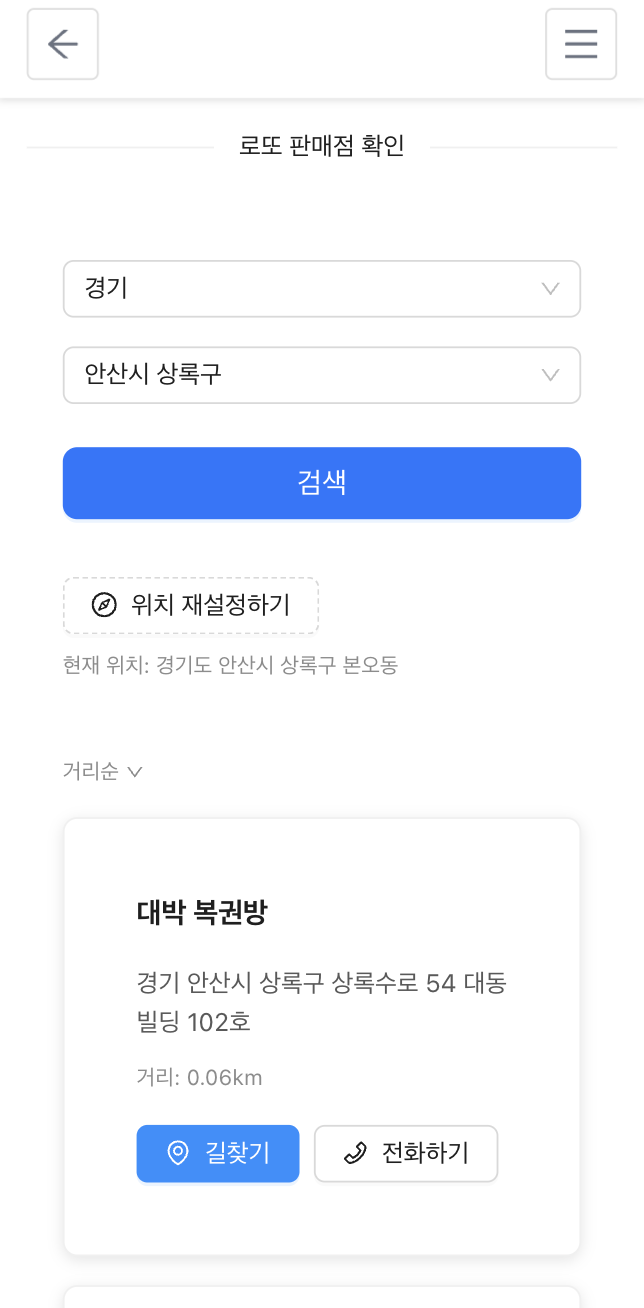 로또 판매점 확인
경기
안산시 상록구
검색
위치 재설정하기
현재 위치: 경기도 안산시 상록구 본오동
거리순
대박 복권방
경기 안산시 상록구 상록수로 54 대동
빌딩 102호
거리: 0.06km
길찾기 전화하기